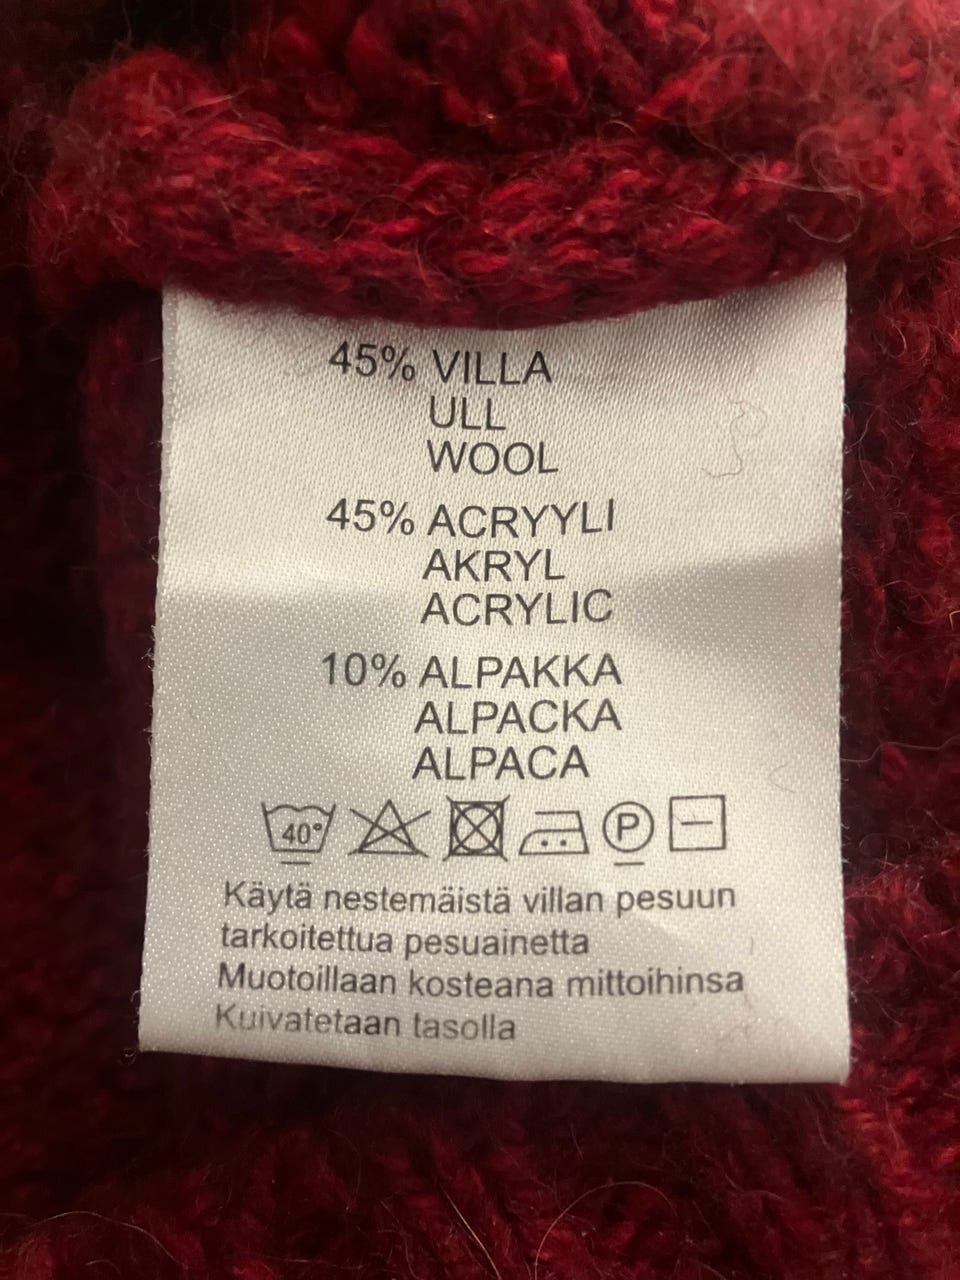 45% VILLA
ULL
WOOL
45% ACRYYLI
AKRYL
ACRYLIC
10% ALPAKKA
ALPACKA
ALPACA
40° P
Käytä nestemäistä villan pesuun
tarkoitettua pesuainetta
Muotoillaan kosteana mittoihinsa
Kuivatetaan tasolla